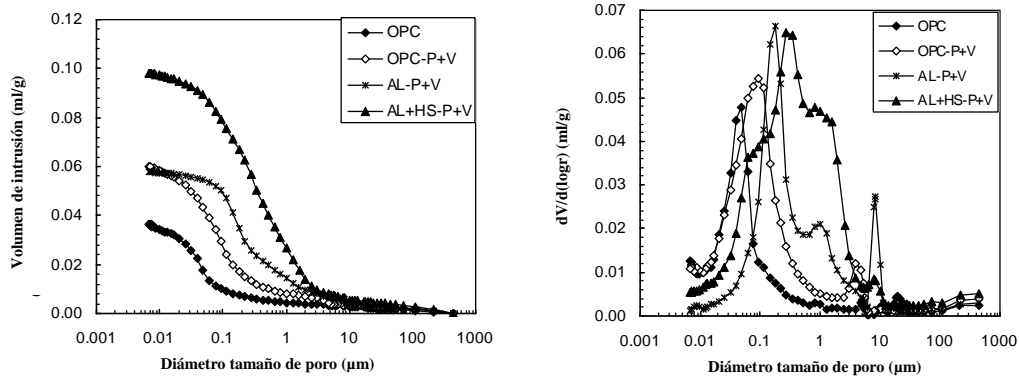 0.12
0.10
0.08
0.06
0.04
0.02
0.00
Volumen de intrusión (ml/g)
OPC
OPC-P+V
AL-P+V
AL+HS-P+V
0.001 0.01 0.1 1 10 100 1000
Diámetro tamaño de poro (µm)
0.07
0.06
0.05
0.04
0.03
0.02
0.01
0.00
dV/d(logr) (ml/g)
OPC
OPC-P+V
AL-P+V
AL+HS-P+V
0.001 0.01 0.1 1 10 100 1000
Diámetro tamaño de poro (µm)